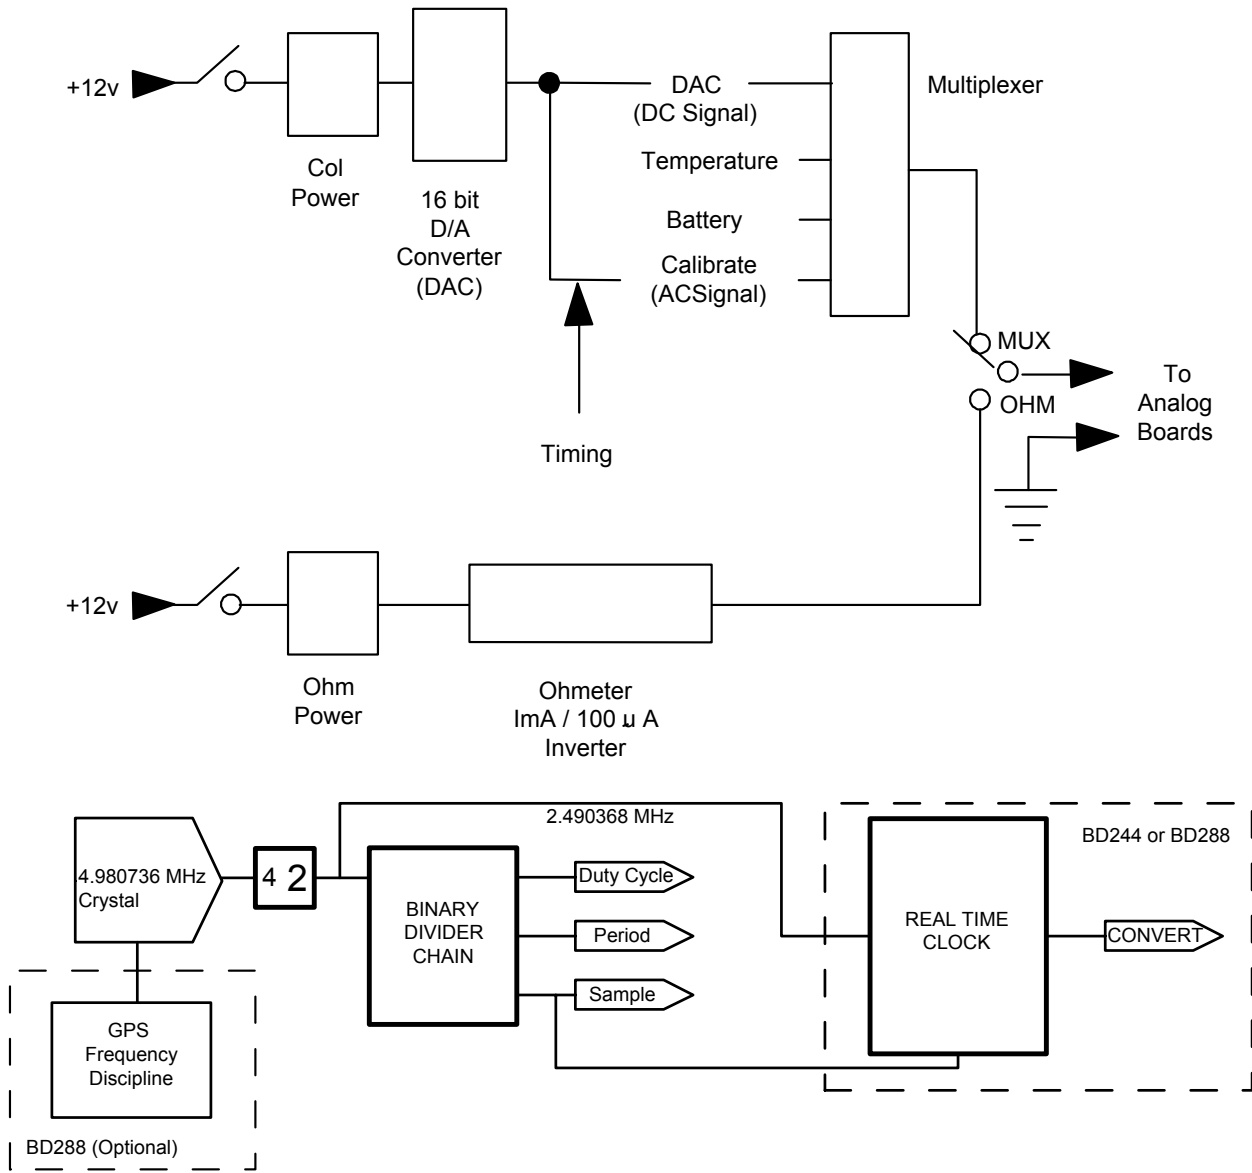 +12v
Col
Power
16 bit
D/A
Converter
(DAC)
DAC
(DC Signal)
Temperature
Battery
Calibrate
(ACSignal)
Multiplexer
Timing
MUX
OHM
To
Analog
Boards
+12v
Ohm
Power
Ohmeter
ImA / 100 µ A
Inverter
4.980736 MHz
Crystal
4 2
2.490368 MHz
BINARY
DIVIDER
CHAIN
Duty Cycle
Period
Sample
BD244 or BD288
REAL TIME
CLOCK
CONVERT
GPS
Frequency
Discipline
BD288 (Optional)